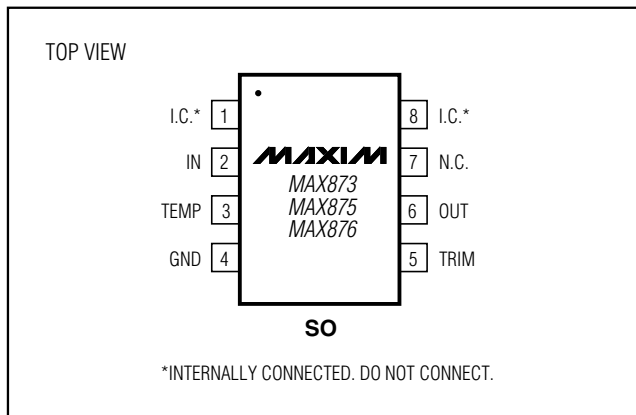 TOP VIEW
I.C.* 1
8 I.C.*
IN 2
MAXIM
7 N.C.
MAX873
TEMP 3
MAX875
6 OUT
MAX876
GND 4
5 TRIM
SO
*INTERNALLY CONNECTED. DO NOT CONNECT.